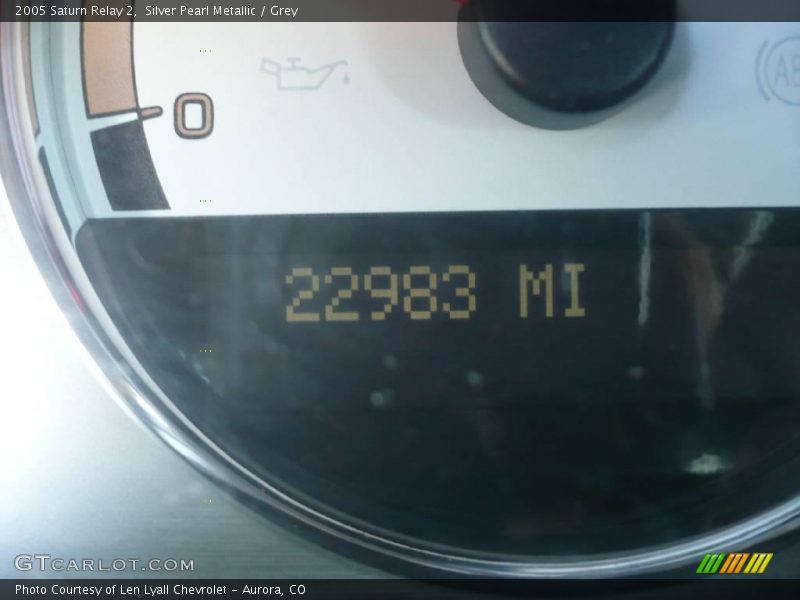 2005 Saturn Relay 2, Silver Pearl Metallic / Grey
0
ABS
22983 MI
GTCARLOT.COM
Photo Courtesy of Len Lyall Chevrolet - Aurora, CO